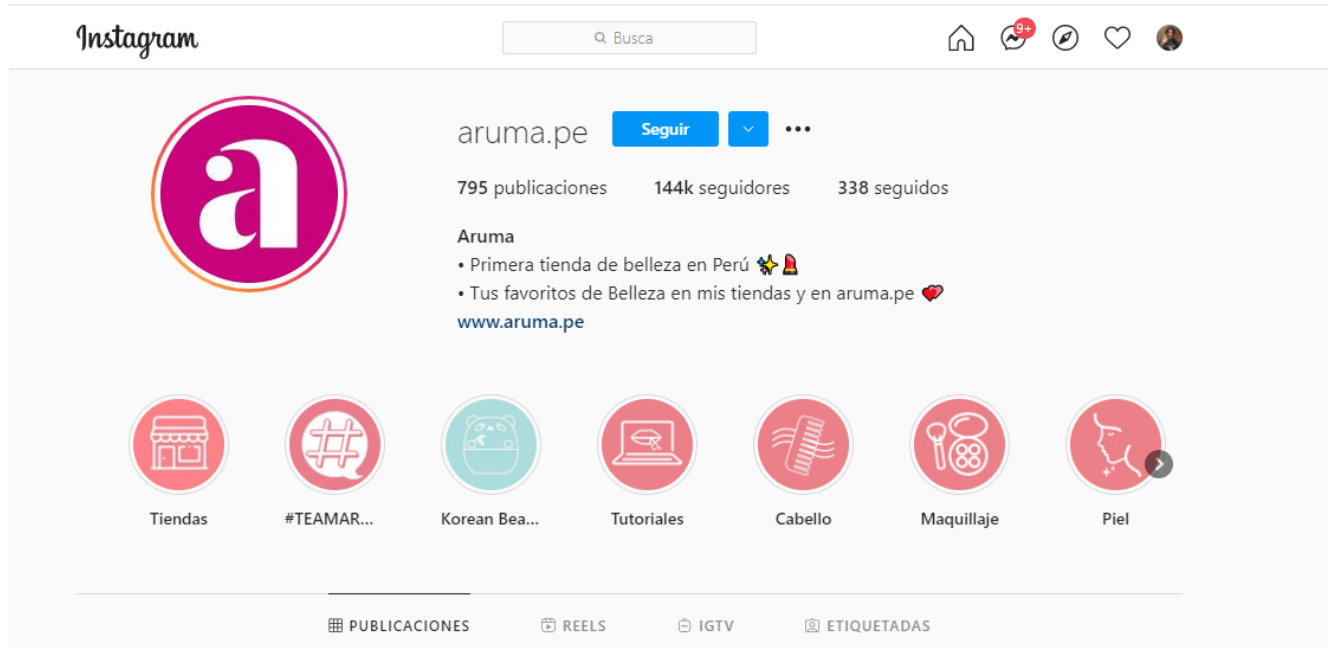 Instagram
Busca
9+
a
aruma.pe Seguir
795 publicaciones 144k seguidores 338 seguidos
Aruma
• Primera tienda de belleza en Perú ✨💄
• Tus favoritos de Belleza en mis tiendas y en aruma.pe 💕
www.aruma.pe
Tiendas #TEAMAR... Korean Bea... Tutoriales Cabello Maquillaje Piel
PUBLICACIONES REELS IGTV ETIQUETADAS